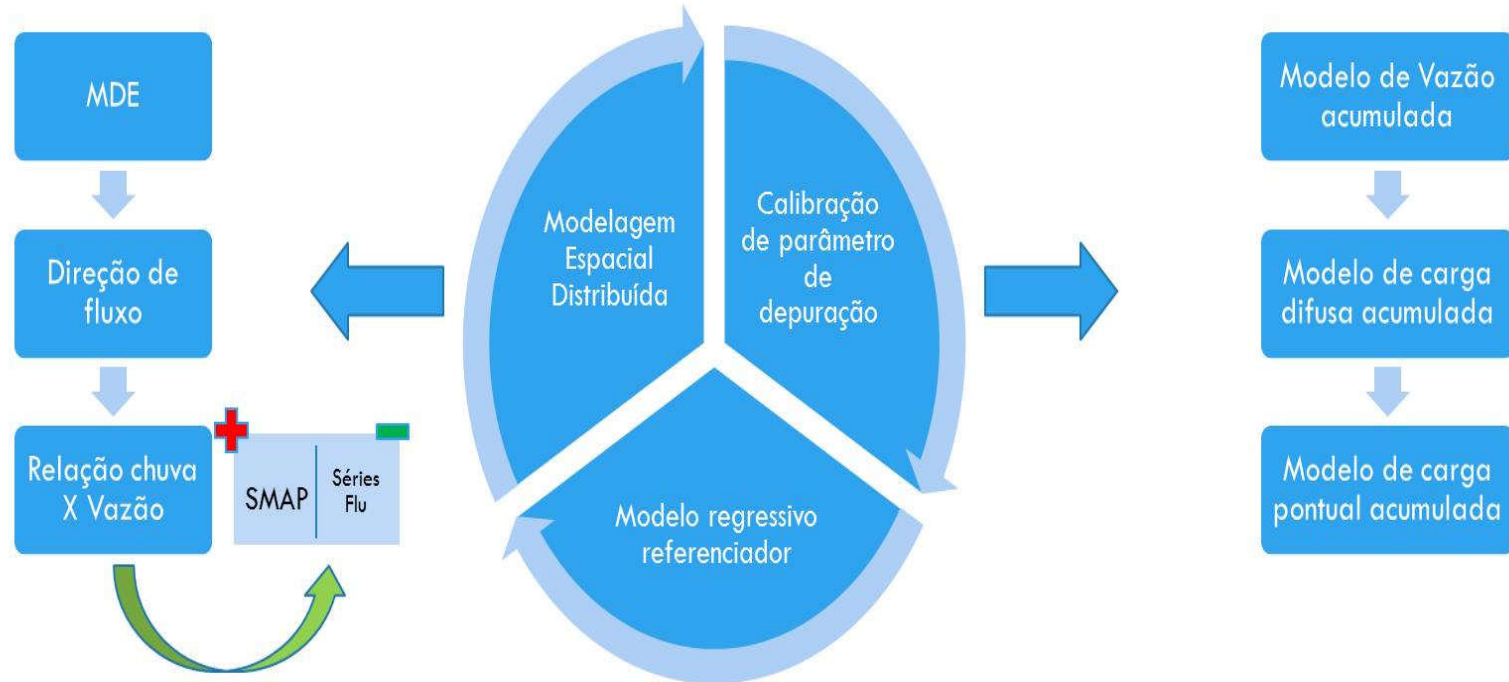 MDE
Direção de
fluxo
Relação chuva
X Vazão
SMAP
Séries
Flu
Modelagem
Espacial
Distribuída
Calibração
de parâmetro
de
depuração
Modelo regressivo
referenciador
Modelo de Vazão
acumulada
Modelo de carga
difusa acumulada
Modelo de carga
pontual acumulada